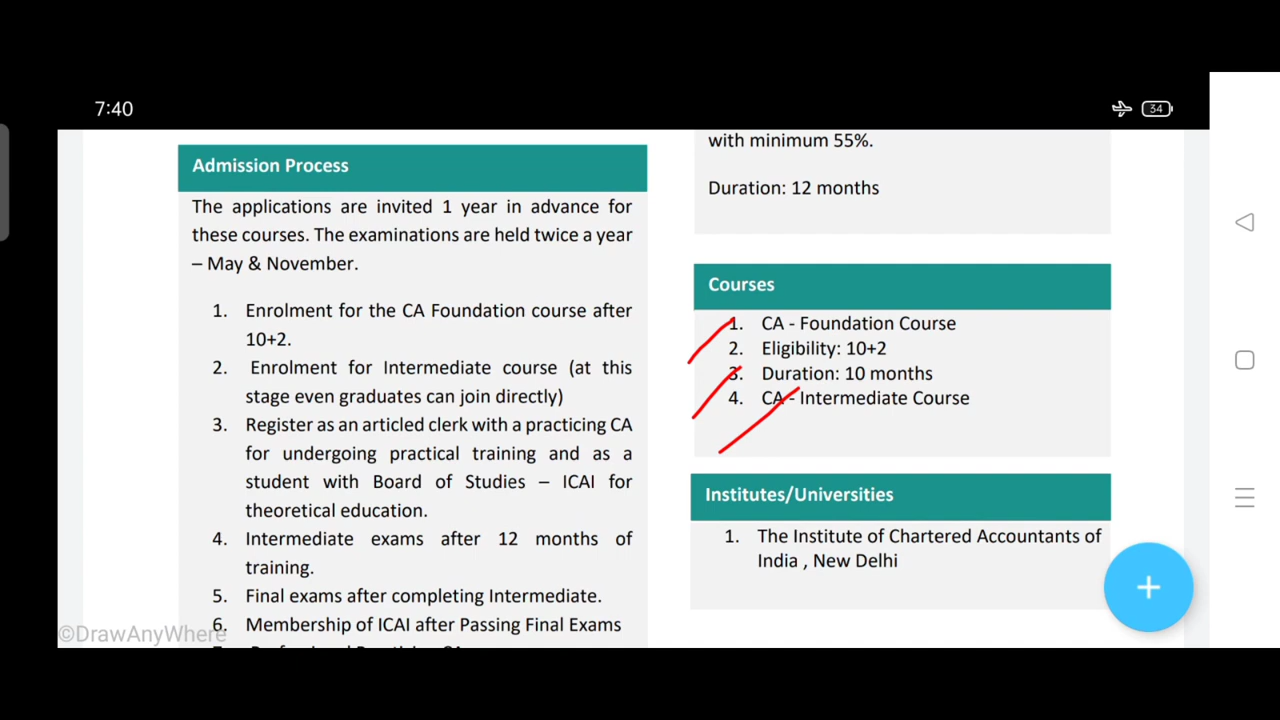 7:40
34
Admission Process
The applications are invited 1 year in advance for
these courses. The examinations are held twice a year
– May & November.
1. Enrolment for the CA Foundation course after
10+2.
2. Enrolment for Intermediate course (at this
stage even graduates can join directly)
3. Register as an articled clerk with a practicing CA
for undergoing practical training and as a
student with Board of Studies – ICAI for
theoretical education.
4. Intermediate exams after 12 months of
training.
5. Final exams after completing Intermediate.
6. Membership of ICAI after Passing Final Exams
with minimum 55%.
Duration: 12 months
Courses
1. CA - Foundation Course
2. Eligibility: 10+2
3. Duration: 10 months
4. CA - Intermediate Course
Institutes/Universities
1. The Institute of Chartered Accountants of
India , New Delhi
©DrawAnyWhere